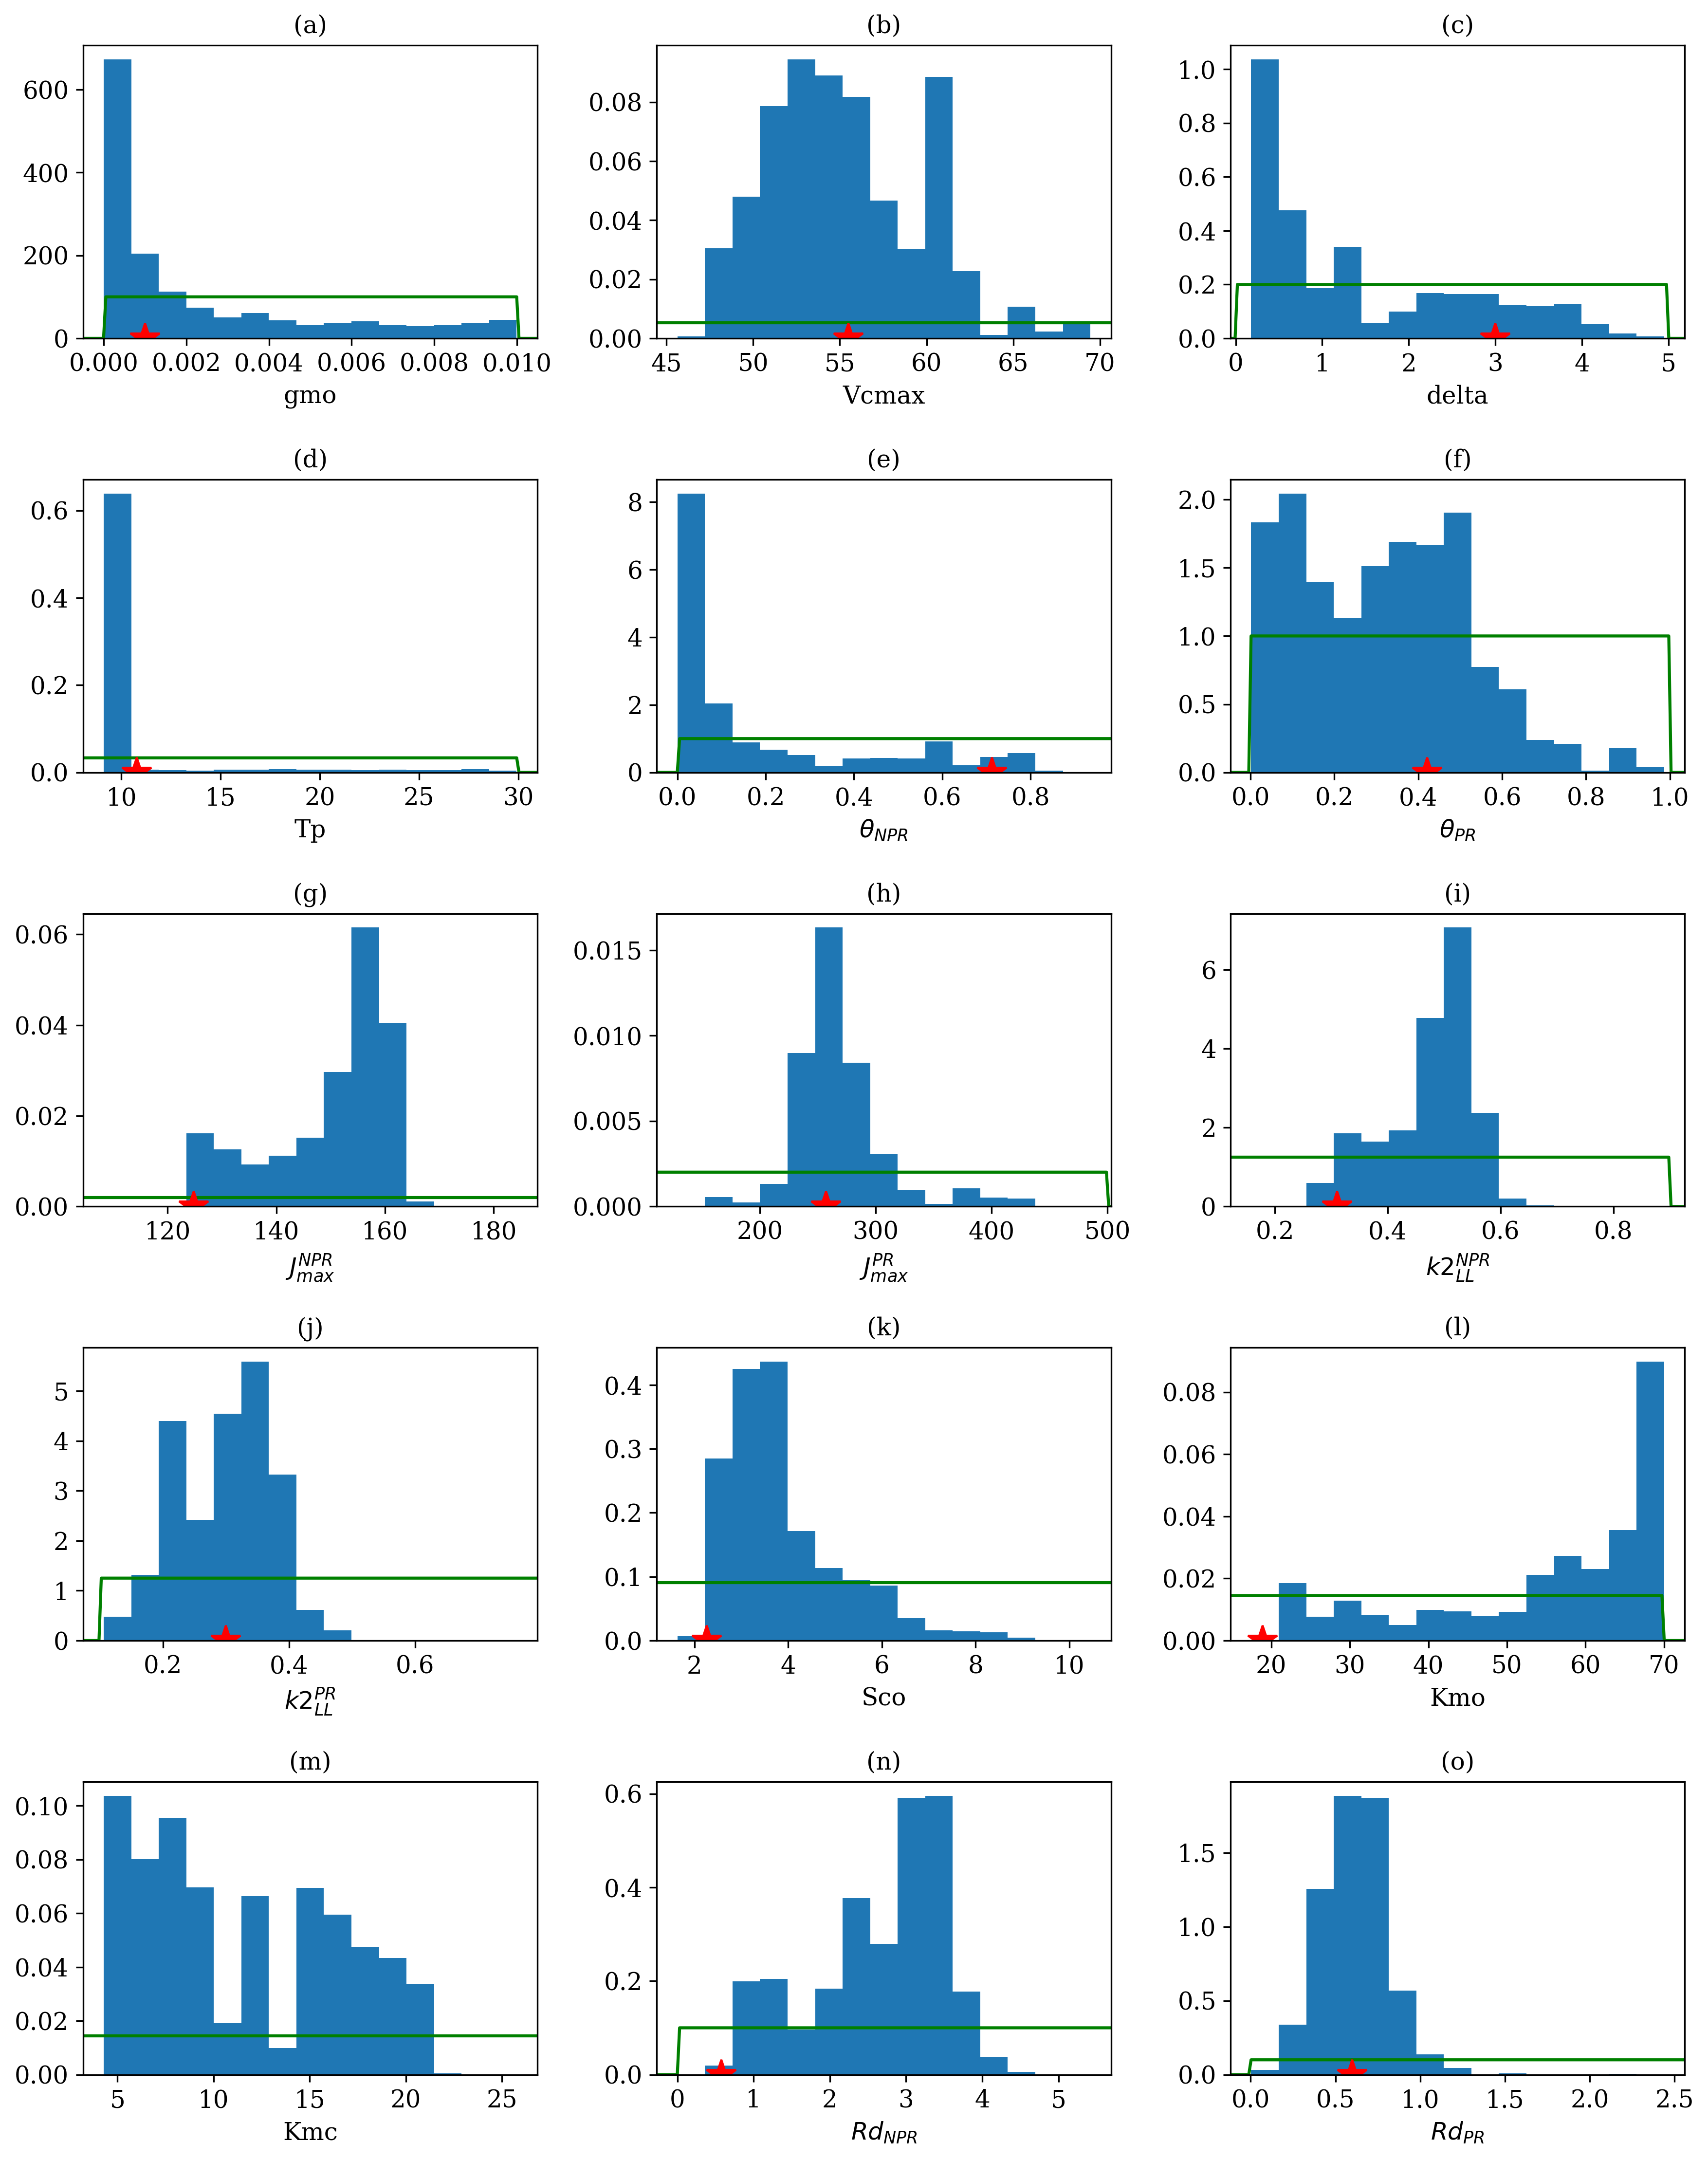 (a) (b) (c)
600 0.08 1.0
400 0.06 0.8
200 0.04 0.6
0 0.02 0.4
0.00 0.2
0.0
0.000 0.002 0.004 0.006 0.008 0.010 45 50 55 60 65 70 0 1 2 3 4 5
gmo Vcmax delta
(d) (e) (f)
0.6 8 2.0
0.4 6 1.5
0.2 4 1.0
0.0 2 0.5
0 0.0
10 15 20 25 30 0.0 0.2 0.4 0.6 0.8 0.0 0.2 0.4 0.6 0.8 1.0
Tp θNPR θPR
(g) (h) (i)
0.06 0.015 6
0.04 0.010 4
0.02 0.005 2
0.00 0.000 0
120 140 160 180 200 300 400 500 0.2 0.4 0.6 0.8
J_max^NPR J_max^PR k2_LL^NPR
(j) (k) (l)
5 0.4 0.08
4 0.3 0.06
3 0.2 0.04
2 0.1 0.02
1 0.0 0.00
0
0.2 0.4 0.6 2 4 6 8 10 20 30 40 50 60 70
k2_LL^PR Sco Kmo
(m) (n) (o)
0.10 0.6 1.5
0.08 0.4 1.0
0.06 0.2 0.5
0.04 0.0 0.0
0.02
0.00
5 10 15 20 25 0 1 2 3 4 5 0.0 0.5 1.0 1.5 2.0 2.5
Kmc Rd_NPR Rd_PR